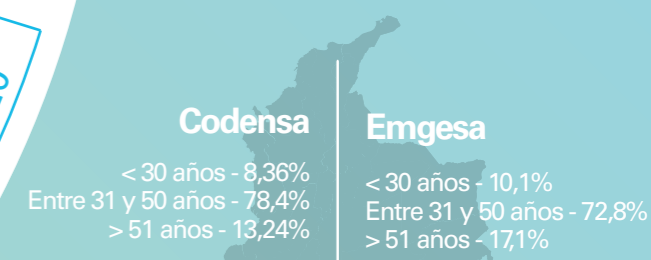 Codensa
< 30 años - 8,36%
Entre 31 y 50 años - 78,4%
> 51 años - 13,24%
Emgesa
< 30 años - 10,1%
Entre 31 y 50 años - 72,8%
> 51 años - 17,1%